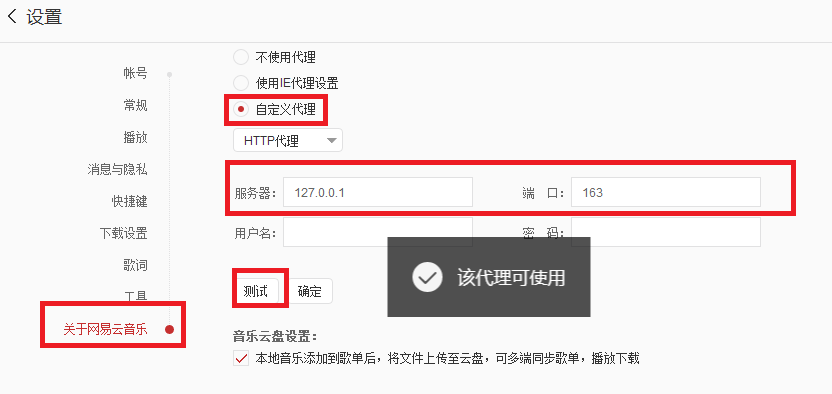 设置
帐号
常规
播放
消息与隐私
快捷键
下载设置
歌词
工具
关于网易云音乐
不使用代理
使用IE代理设置
自定义代理
HTTP代理
服务器： 127.0.0.1 端 口： 163
用户名： 密 码：
该代理可使用
测试 确定
音乐云盘设置：
本地音乐添加到歌单后，将文件上传至云盘，可多端同步歌单，播放下载